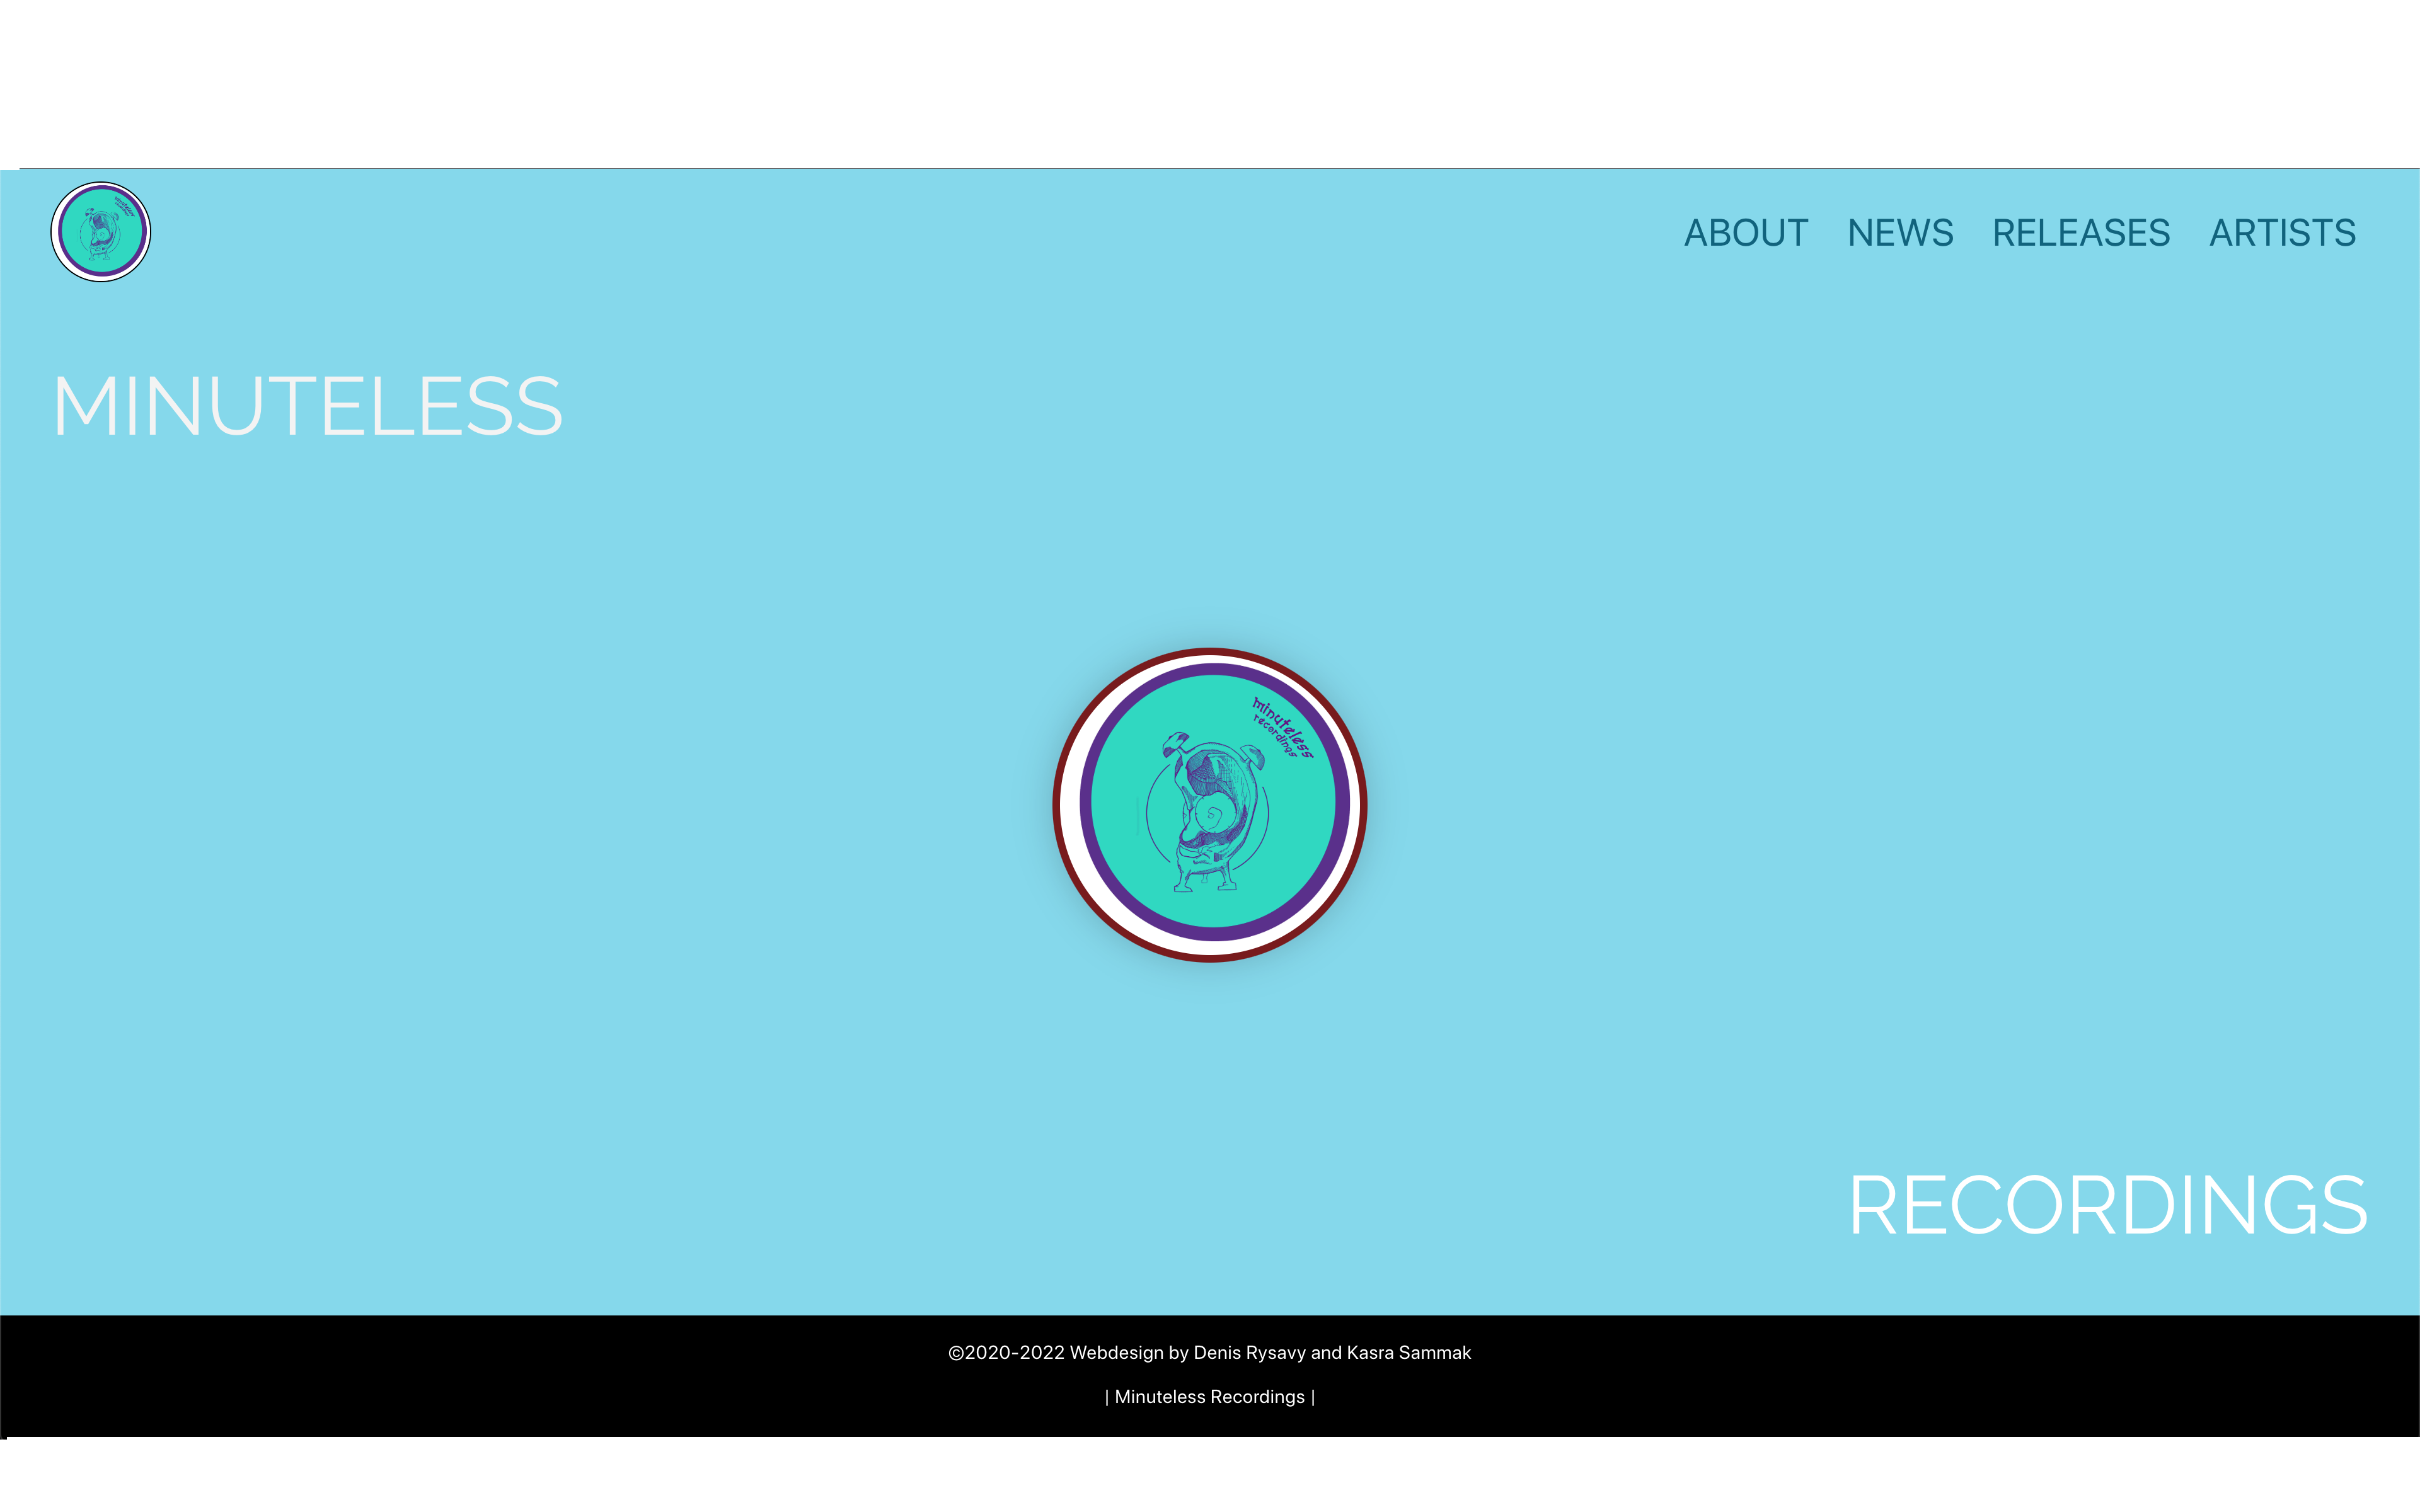 ABOUT NEWS RELEASES ARTISTS
MINUTELESS
minuteless
recordings
RECORDINGS
©2020-2022 Webdesign by Denis Rysavy and Kasra Sammak
| Minuteless Recordings |